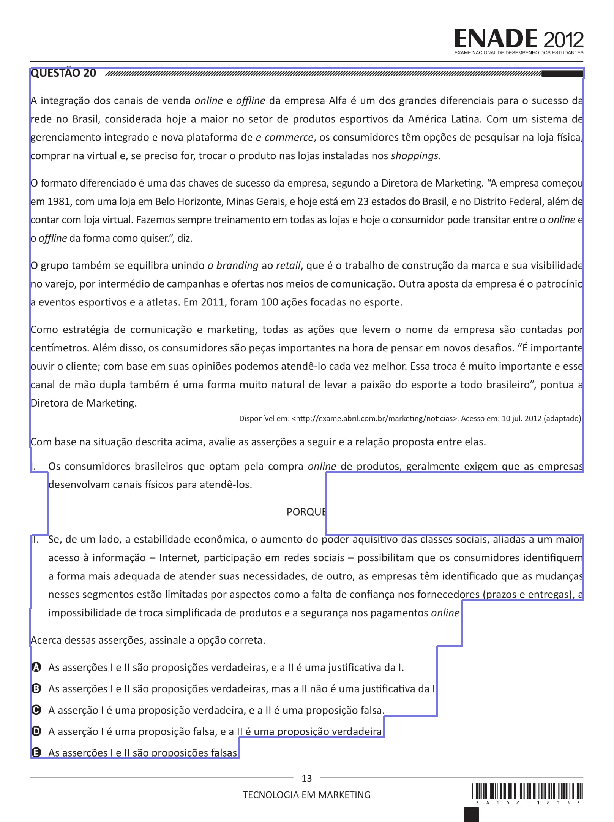 ENADE 2012
EXAME NACIONAL DE DESEMPENHO DOS ESTUDANTES
QUESTÃO 20
A integração dos canais de venda online e offline da empresa Alfa é um dos grandes diferenciais para o sucesso da
rede no Brasil, considerada hoje a maior no setor de produtos esportivos da América Latina. Com um sistema de
gerenciamento integrado e nova plataforma de e-commerce, os consumidores têm opções de pesquisar na loja física,
comprar na virtual e, se preciso for, trocar o produto nas lojas instaladas nos shoppings.
O formato diferenciado é uma das chaves de sucesso da empresa, segundo a Diretora de Marketing. "A empresa começou
em 1981, com uma loja em Belo Horizonte, Minas Gerais, e hoje está em 23 estados do Brasil, e no Distrito Federal, além de
contar com loja virtual. Fazemos sempre treinamento em todas as lojas e hoje o consumidor pode transitar entre o online e
o offline da forma como quiser.", diz.
O grupo também se equilibra unindo o branding ao retail, que é o trabalho de construção da marca e sua visibilidade
no varejo, por intermédio de campanhas e ofertas nos meios de comunicação. Outra aposta da empresa é o patrocínio
a eventos esportivos e a atletas. Em 2011, foram 100 ações focadas no esporte.
Como estratégia de comunicação e marketing, todas as ações que levem o nome da empresa são contadas por
centímetros. Além disso, os consumidores são peças importantes na hora de pensar em novos desafios. "É importante
ouvir o cliente; com base em suas opiniões podemos atendê-lo cada vez melhor. Essa troca é muito importante e esse
canal de mão dupla também é uma forma muito natural de levar a paixão do esporte a todo brasileiro", pontua a
Diretora de Marketing.
Disponível em: <http://exame.abril.com.br/marketing/noticias>. Acesso em: 10 jul. 2012 (adaptado).
Com base na situação descrita acima, avalie as asserções a seguir e a relação proposta entre elas.
I. Os consumidores brasileiros que optam pela compra online de produtos, geralmente exigem que as empresas
desenvolvam canais físicos para atendê-los.
PORQUE
II. Se, de um lado, a estabilidade econômica, o aumento do poder aquisitivo das classes sociais, aliadas a um maior
acesso à informação – Internet, participação em redes sociais – possibilitam que os consumidores identifiquem
a forma mais adequada de atender suas necessidades, de outro, as empresas têm identificado que as mudanças
nesses segmentos estão limitadas por aspectos como a falta de confiança nos fornecedores (prazos e entregas), a
impossibilidade de troca simplificada de produtos e a segurança nos pagamentos online.
Acerca dessas asserções, assinale a opção correta.
A As asserções I e II são proposições verdadeiras, e a II é uma justificativa da I.
B As asserções I e II são proposições verdadeiras, mas a II não é uma justificativa da I.
C A asserção I é uma proposição verdadeira, e a II é uma proposição falsa.
D A asserção I é uma proposição falsa, e a II é uma proposição verdadeira.
E As asserções I e II são proposições falsas.
13
TECNOLOGIA EM MARKETING